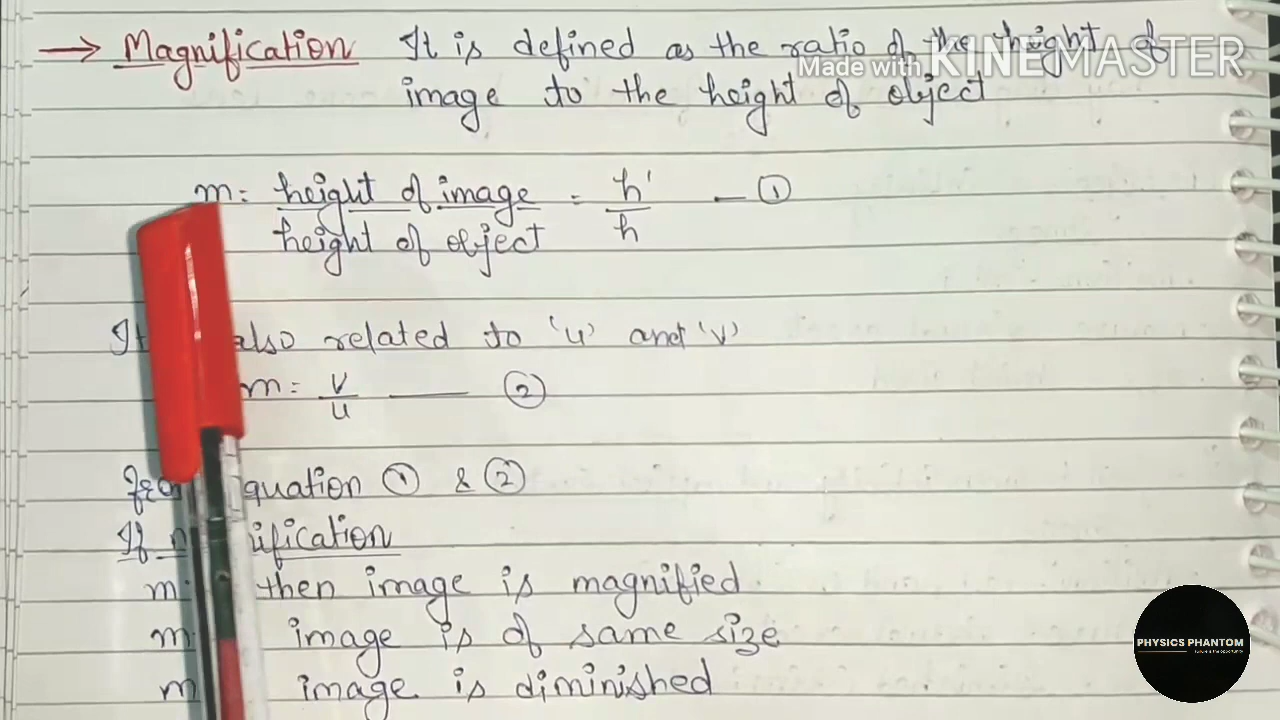 → Magnification It is defined as the ratio of the height of
image to the height of object
Made with KINEMASTER
m = height of image = h' — ①
height of object h
also related to 'u' and 'v'
m = v — ②
u
equation ① & ②
If
m then image is magnified
m image is of same size
m image is diminished
PHYSICS PHANTOM